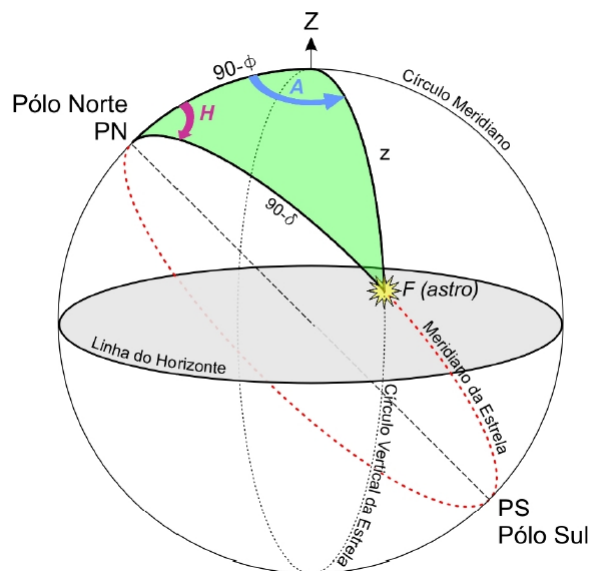 Z
90-ϕ
A
Círculo Meridiano
Pólo Norte
PN
H
z
90-δ
F (astro)
Linha do Horizonte
Meridiano da Estrela
Círculo Vertical da Estrela
PS
Pólo Sul